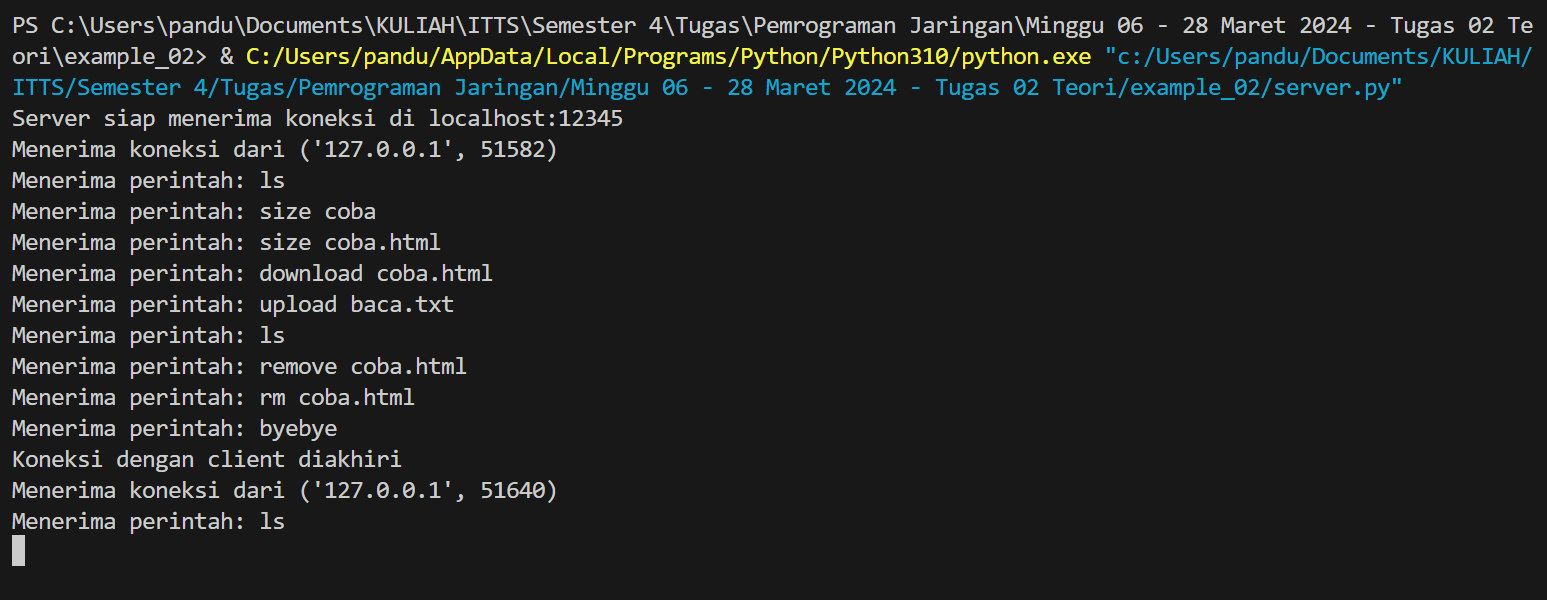 PS C:\Users\pandu\Documents\KULIAH\ITTS\Semester 4\Tugas\Pemrograman Jaringan\Minggu 06 - 28 Maret 2024 - Tugas 02 Te
ori\example_02> & C:/Users/pandu/AppData/Local/Programs/Python/Python310/python.exe "c:/Users/pandu/Documents/KULIAH/
ITTS/Semester 4/Tugas/Pemrograman Jaringan/Minggu 06 - 28 Maret 2024 - Tugas 02 Teori/example_02/server.py"
Server siap menerima koneksi di localhost:12345
Menerima koneksi dari ('127.0.0.1', 51582)
Menerima perintah: ls
Menerima perintah: size coba
Menerima perintah: size coba.html
Menerima perintah: download coba.html
Menerima perintah: upload baca.txt
Menerima perintah: ls
Menerima perintah: remove coba.html
Menerima perintah: rm coba.html
Menerima perintah: byebye
Koneksi dengan client diakhiri
Menerima koneksi dari ('127.0.0.1', 51640)
Menerima perintah: ls